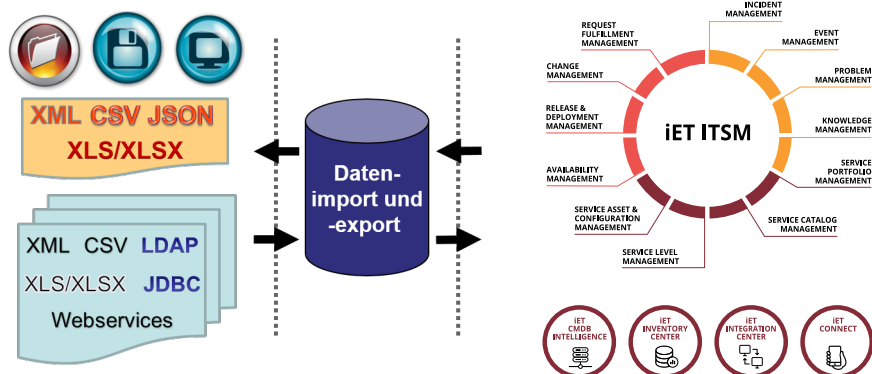 XML CSV JSON
XLS/XLSX
XML CSV LDAP
XLS/XLSX JDBC
Webservices
Daten-
import und
-export
INCIDENT
MANAGEMENT
EVENT
MANAGEMENT
PROBLEM
MANAGEMENT
KNOWLEDGE
MANAGEMENT
SERVICE
PORTFOLIO
MANAGEMENT
SERVICE CATALOG
MANAGEMENT
SERVICE LEVEL
MANAGEMENT
SERVICE ASSET &
CONFIGURATION
MANAGEMENT
AVAILABILITY
MANAGEMENT
RELEASE &
DEPLOYMENT
MANAGEMENT
CHANGE
MANAGEMENT
REQUEST
FULFILLMENT
MANAGEMENT
iET ITSM
iET
CMDB
INTELLIGENCE
iET
INVENTORY
CENTER
iET
INTEGRATION
CENTER
iET
CONNECT